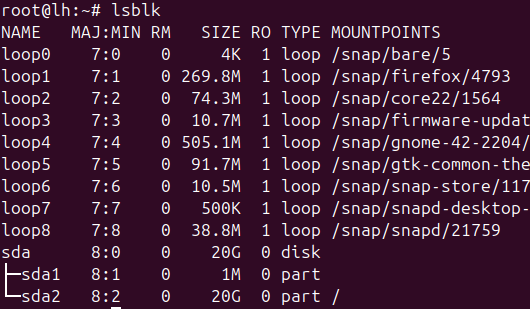 root@lh:~# lsblk
NAME   MAJ:MIN RM   SIZE RO TYPE MOUNTPOINTS
loop0    7:0    0     4K  1 loop /snap/bare/5
loop1    7:1    0 269.8M  1 loop /snap/firefox/4793
loop2    7:2    0  74.3M  1 loop /snap/core22/1564
loop3    7:3    0  10.7M  1 loop /snap/firmware-updat
loop4    7:4    0 505.1M  1 loop /snap/gnome-42-2204/
loop5    7:5    0  91.7M  1 loop /snap/gtk-common-the
loop6    7:6    0  10.5M  1 loop /snap/snap-store/117
loop7    7:7    0   500K  1 loop /snap/snapd-desktop-
loop8    7:8    0  38.8M  1 loop /snap/snapd/21759
sda      8:0    0    20G  0 disk
├─sda1   8:1    0     1M  0 part
└─sda2   8:2    0    20G  0 part /